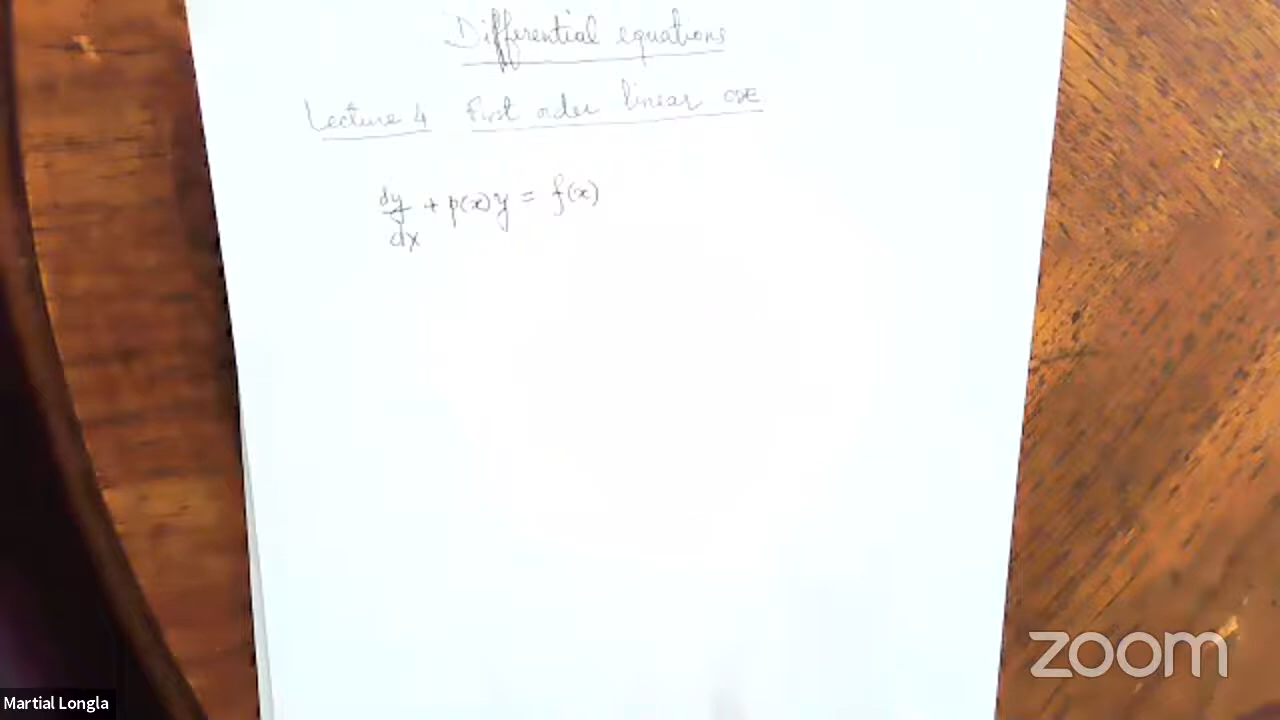 Differential equations
Lecture 4 First order linear ODE
dy/dx + p(x)y = f(x)
zoom
Martial Longla